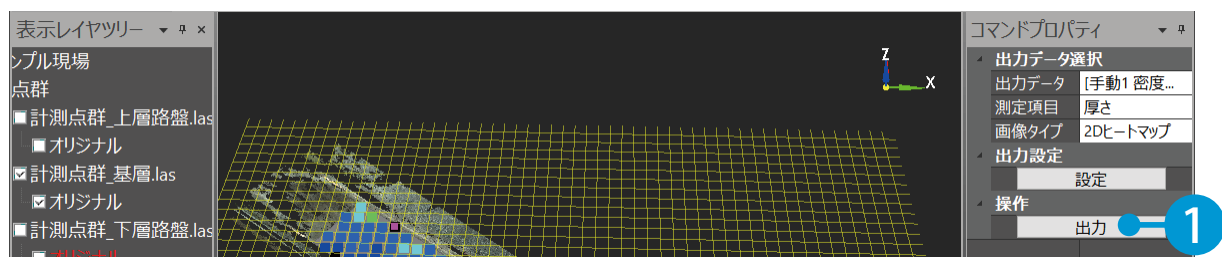 表示レイヤツリー
ンプル現場
点群
計測点群_上層路盤.las
オリジナル
計測点群_基層.las
オリジナル
計測点群_下層路盤.las
Z
X
コマンドプロパティ
出力データ選択
出力データ [手動1 密度...
測定項目 厚さ
画像タイプ 2Dヒートマップ
出力設定
設定
操作
出力
1